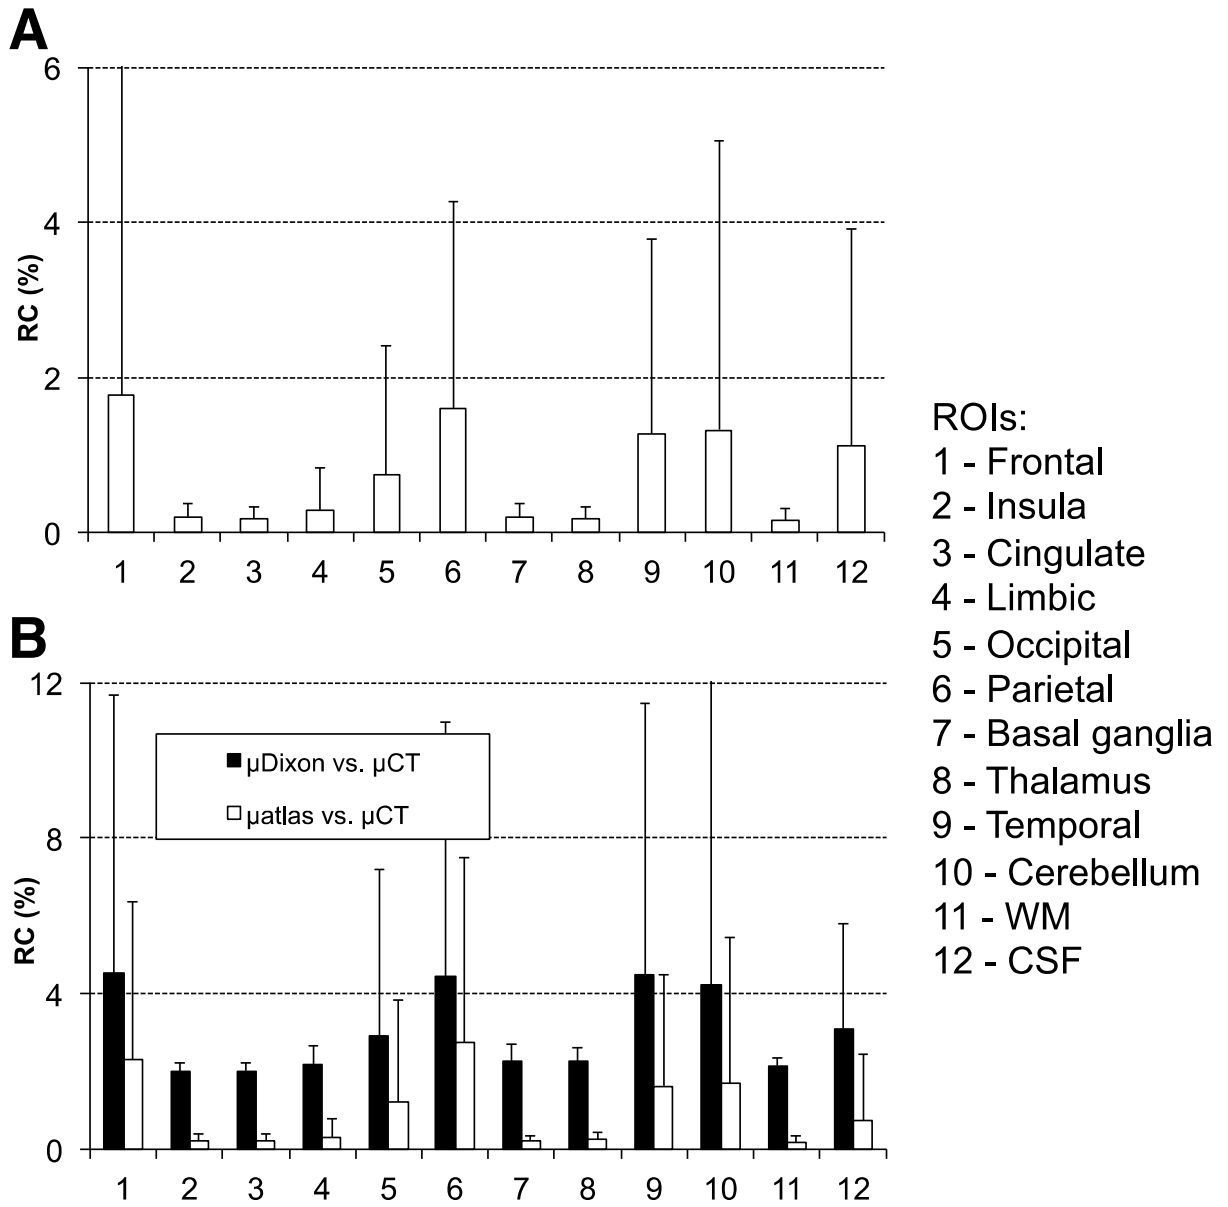 A
6
4
2
0
RC (%)
1 2 3 4 5 6 7 8 9 10 11 12
B
12
8
4
0
RC (%)
µDixon vs. µCT
µatlas vs. µCT
1 2 3 4 5 6 7 8 9 10 11 12
ROIs:
1 - Frontal
2 - Insula
3 - Cingulate
4 - Limbic
5 - Occipital
6 - Parietal
7 - Basal ganglia
8 - Thalamus
9 - Temporal
10 - Cerebellum
11 - WM
12 - CSF